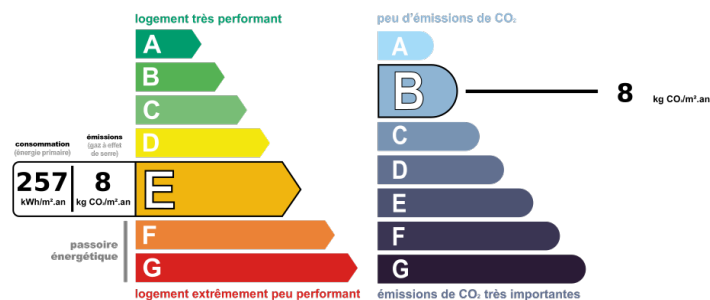 logement très performant
A
B
C
D
consommation
(énergie primaire)
émissions
(gaz à effet
de serre)
257
kWh/m².an
8
kg CO₂/m².an
E
F
G
passoire
énergétique
logement extrêmement peu performant
peu d'émissions de CO₂
A
B
8
kg CO₂/m².an
C
D
E
F
G
émissions de CO₂ très importantes